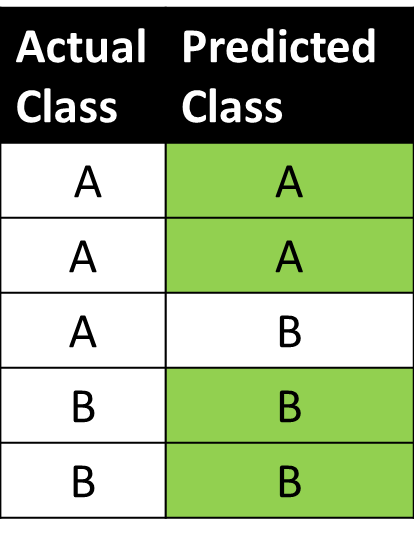 Actual Predicted
Class Class
A A
A A
A B
B B
B B